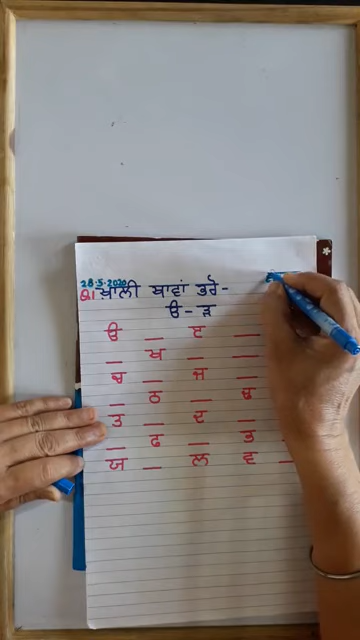 28·5·2020
Q1 ਖ਼ਾਲੀ ਥਾਵਾਂ ਭਰੋ-
ੳ - ੜ
ੳ _ ੲ _
_ ਖ _ _
ਚ _ ਜ _
_ ਠ _ ਢ
ਤ _ ਦ _
_ ਫ _ ਭ
ਯ _ ਲ ਵ _